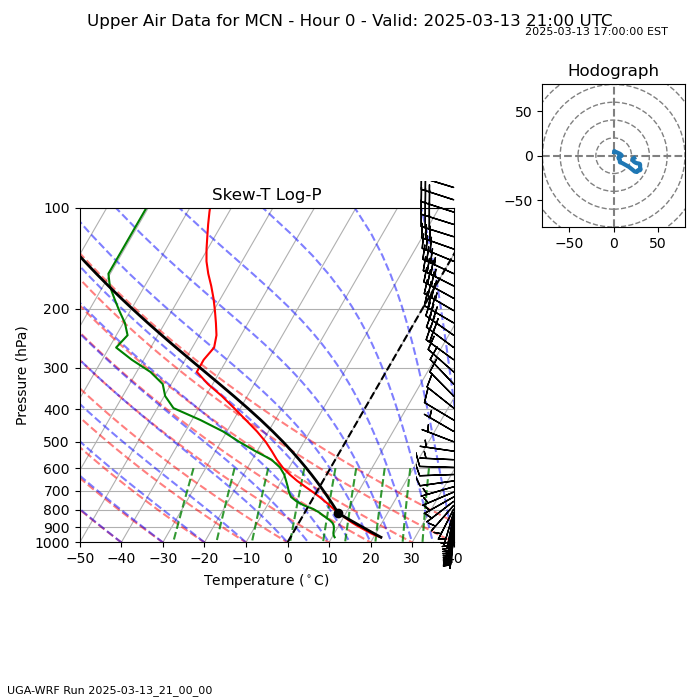 Upper Air Data for MCN - Hour 0 - Valid: 2025-03-13 21:00 UTC
2025-03-13 17:00:00 EST
Hodograph
50
0
−50
−50 0 50
Skew-T Log-P
100
200
300
400
500
600
700
800
900
1000
Pressure (hPa)
−50 −40 −30 −20 −10 0 10 20 30 40
Temperature (°C)
UGA-WRF Run 2025-03-13_21_00_00